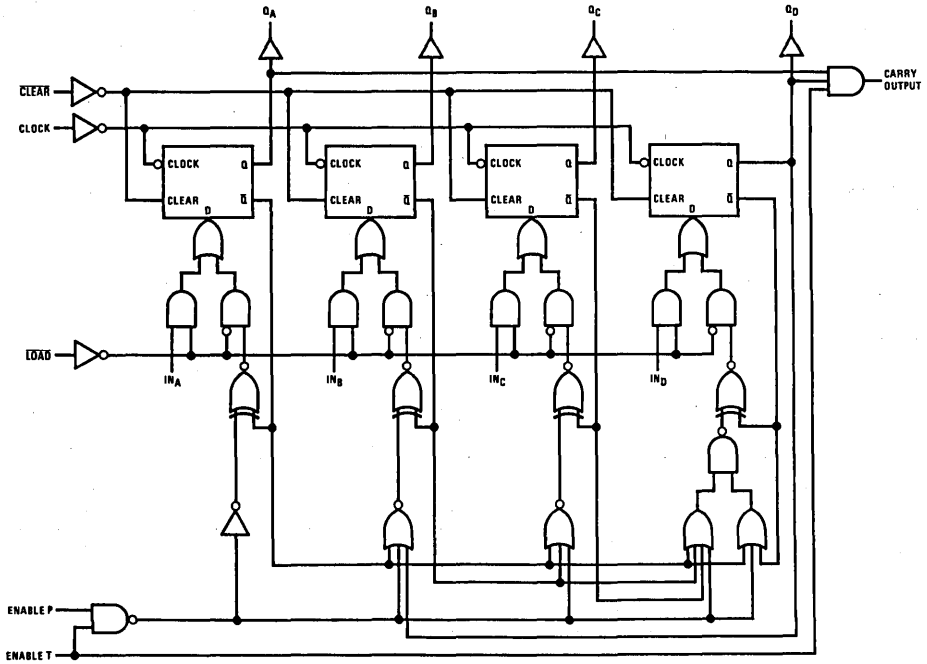 QA QB QC QD
CARRY
OUTPUT
CLEAR
CLOCK
CLOCK Q CLOCK Q CLOCK Q CLOCK Q
CLEAR Q̅ CLEAR Q̅ CLEAR Q̅ CLEAR Q̅
D D D D
LOAD
INA INB INC IND
ENABLE P
ENABLE T